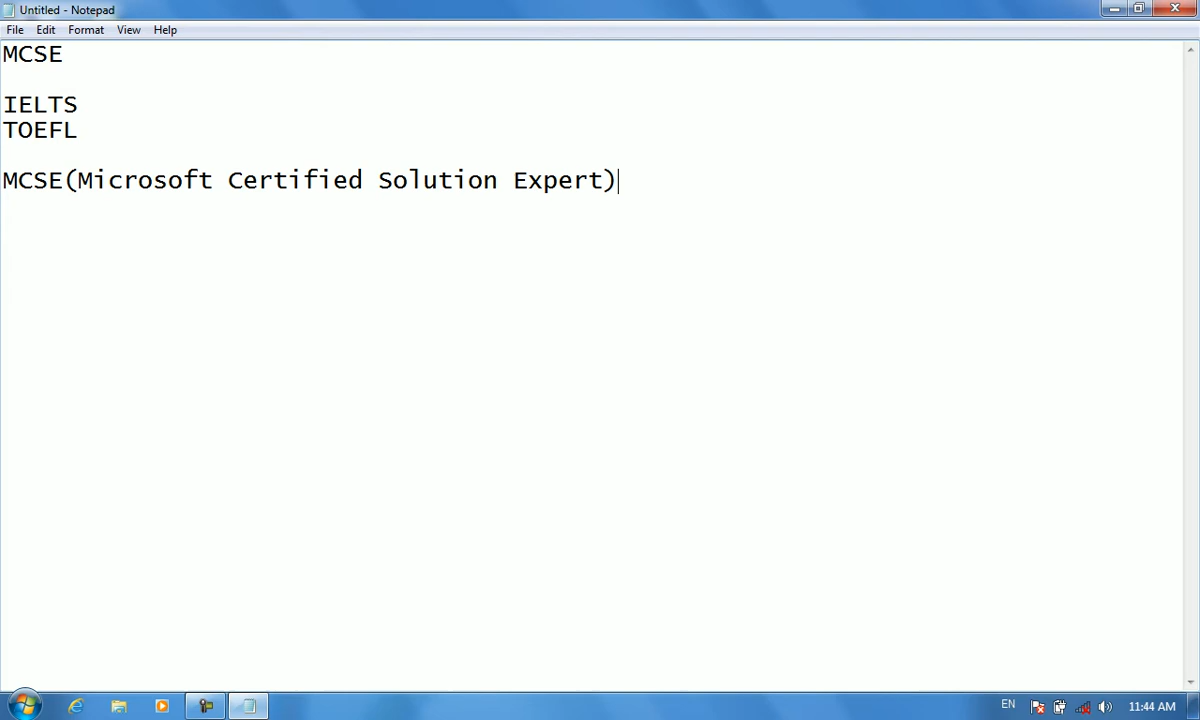 Untitled - Notepad
File Edit Format View Help
MCSE
IELTS
TOEFL
MCSE(Microsoft Certified Solution Expert)
EN 11:44 AM